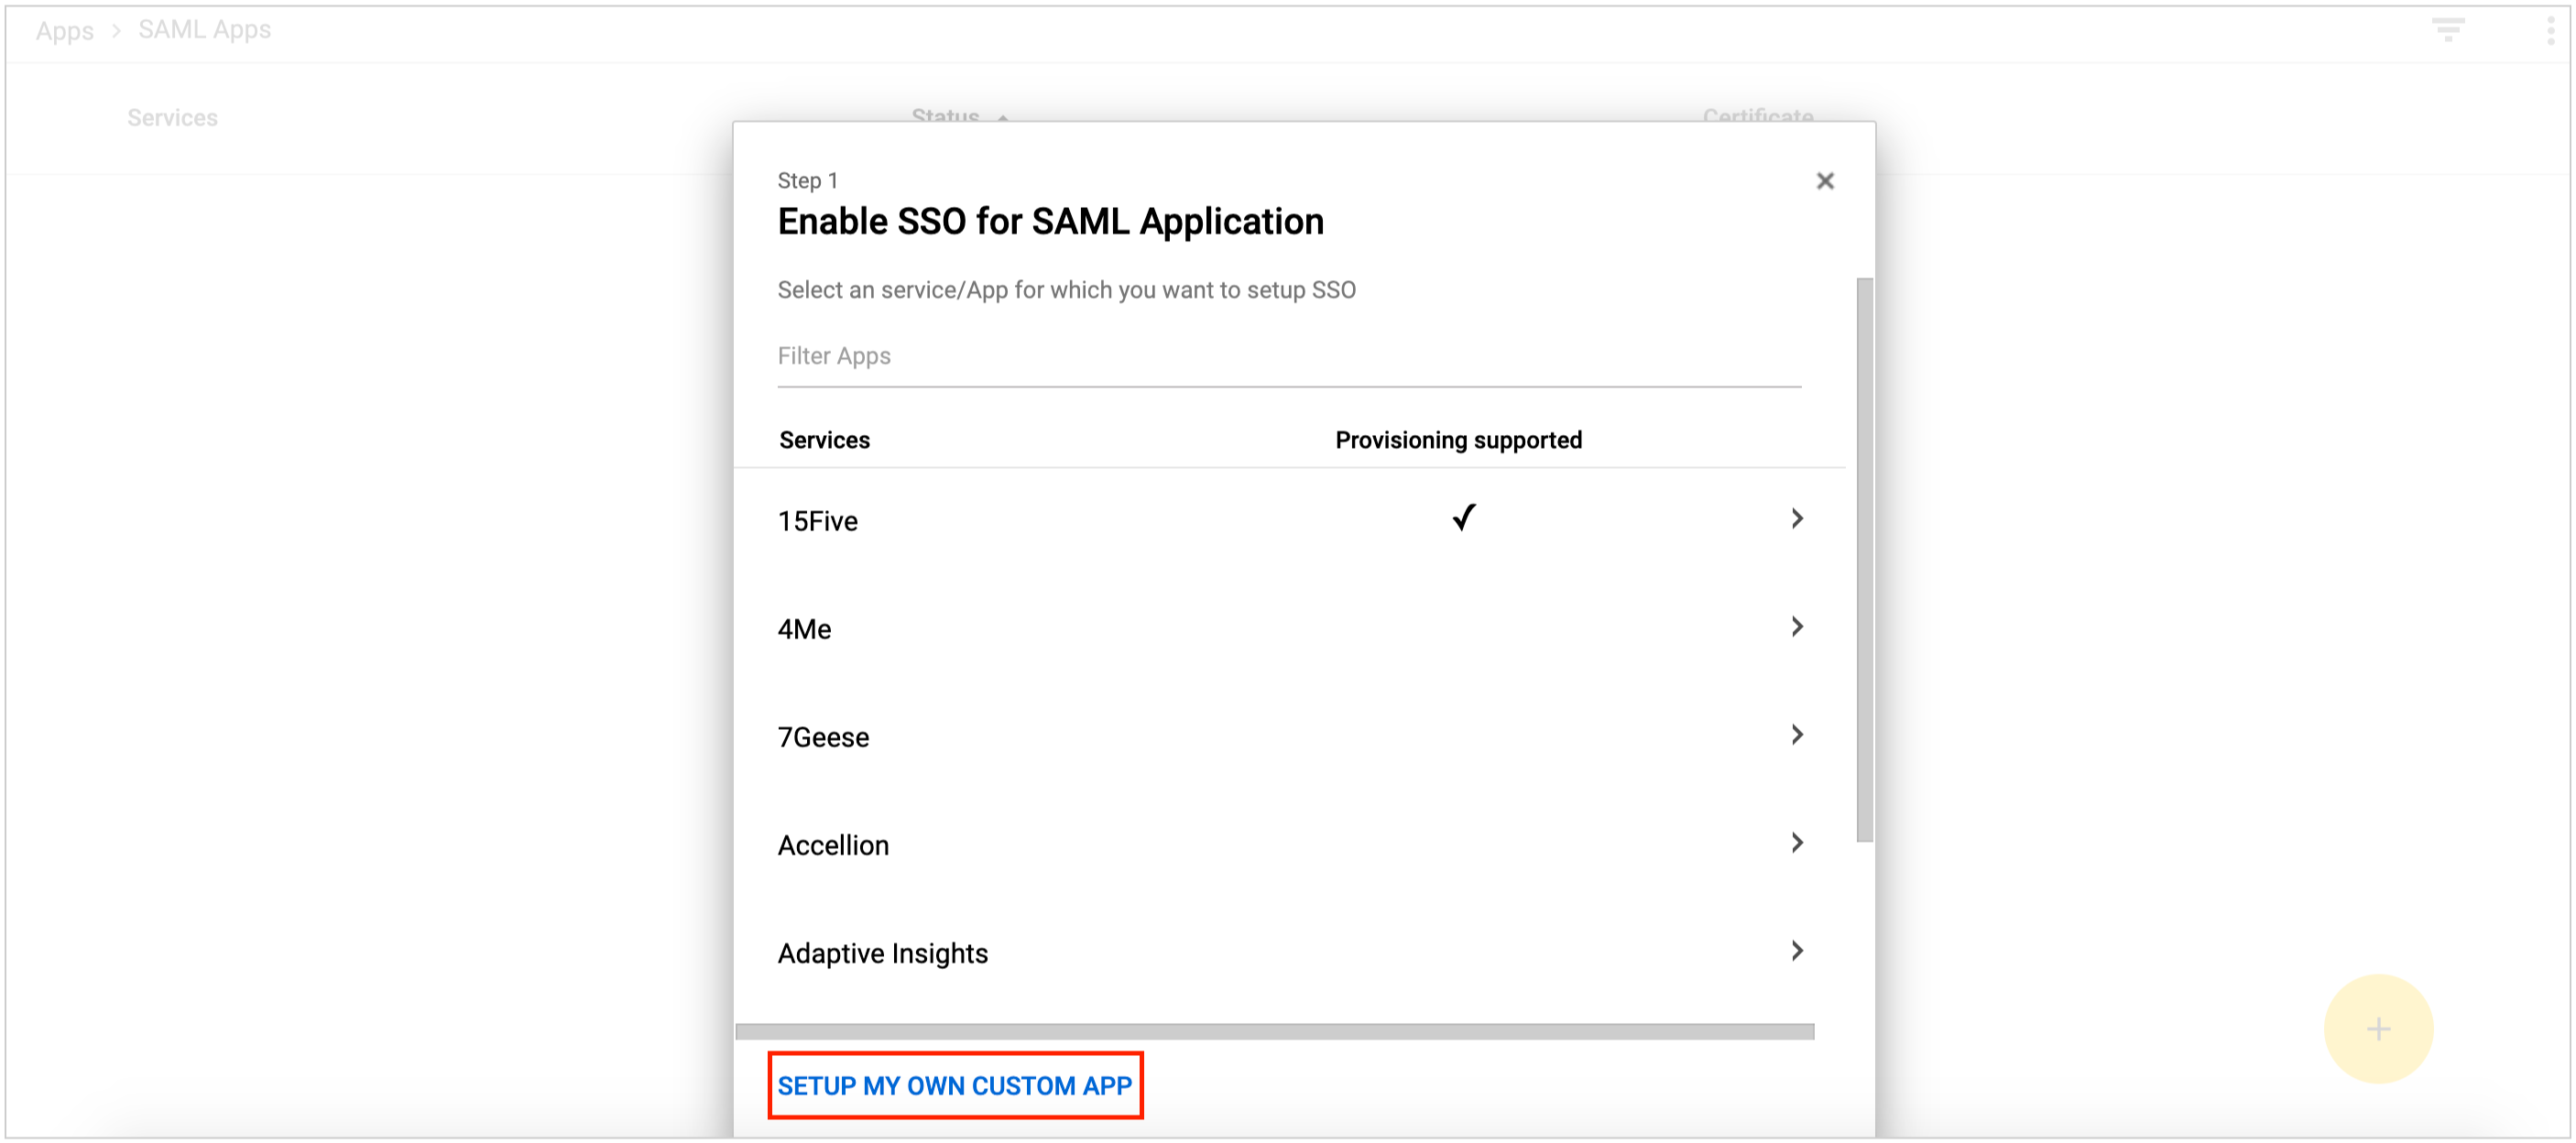 Apps > SAML Apps
Services Status Certificate
Step 1
Enable SSO for SAML Application
Select an service/App for which you want to setup SSO
Filter Apps
Services Provisioning supported
15Five
4Me
7Geese
Accellion
Adaptive Insights
SETUP MY OWN CUSTOM APP